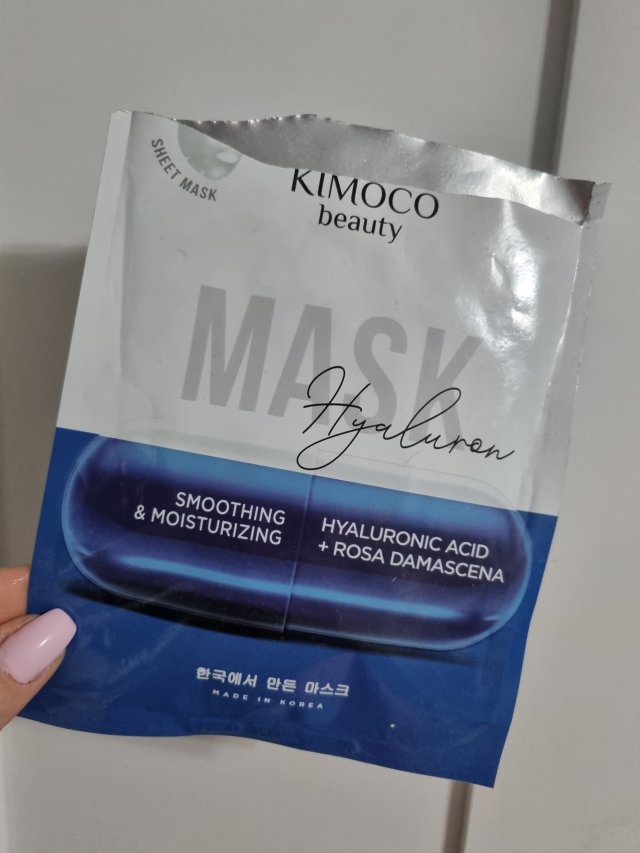 SHEET MASK
KIMOCO
beauty
MASK
Hyaluron
SMOOTHING
& MOISTURIZING
HYALURONIC ACID
+ ROSA DAMASCENA
한국에서 만든 마스크
MADE IN KOREA